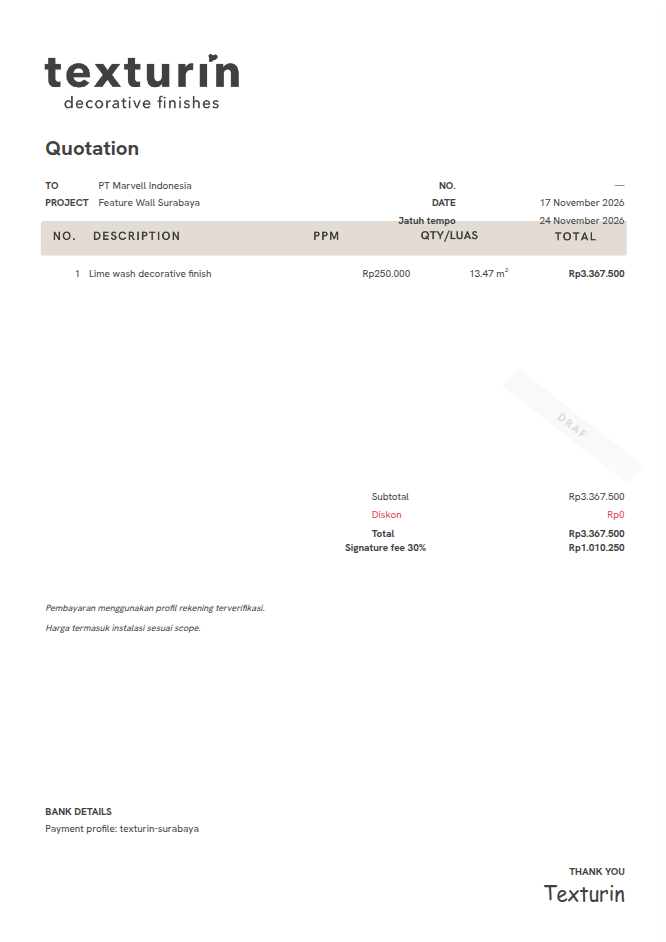 texturin
decorative finishes
Quotation
TO PT Marvell Indonesia NO. —
PROJECT Feature Wall Surabaya DATE 17 November 2026
Jatuh tempo 24 November 2026
NO. DESCRIPTION PPM QTY/LUAS TOTAL
1 Lime wash decorative finish Rp250.000 13.47 m² Rp3.367.500
DRAF
Subtotal Rp3.367.500
Diskon Rp0
Total Rp3.367.500
Signature fee 30% Rp1.010.250
Pembayaran menggunakan profil rekening terverifikasi.
Harga termasuk instalasi sesuai scope.
BANK DETAILS
Payment profile: texturin-surabaya
THANK YOU
Texturin